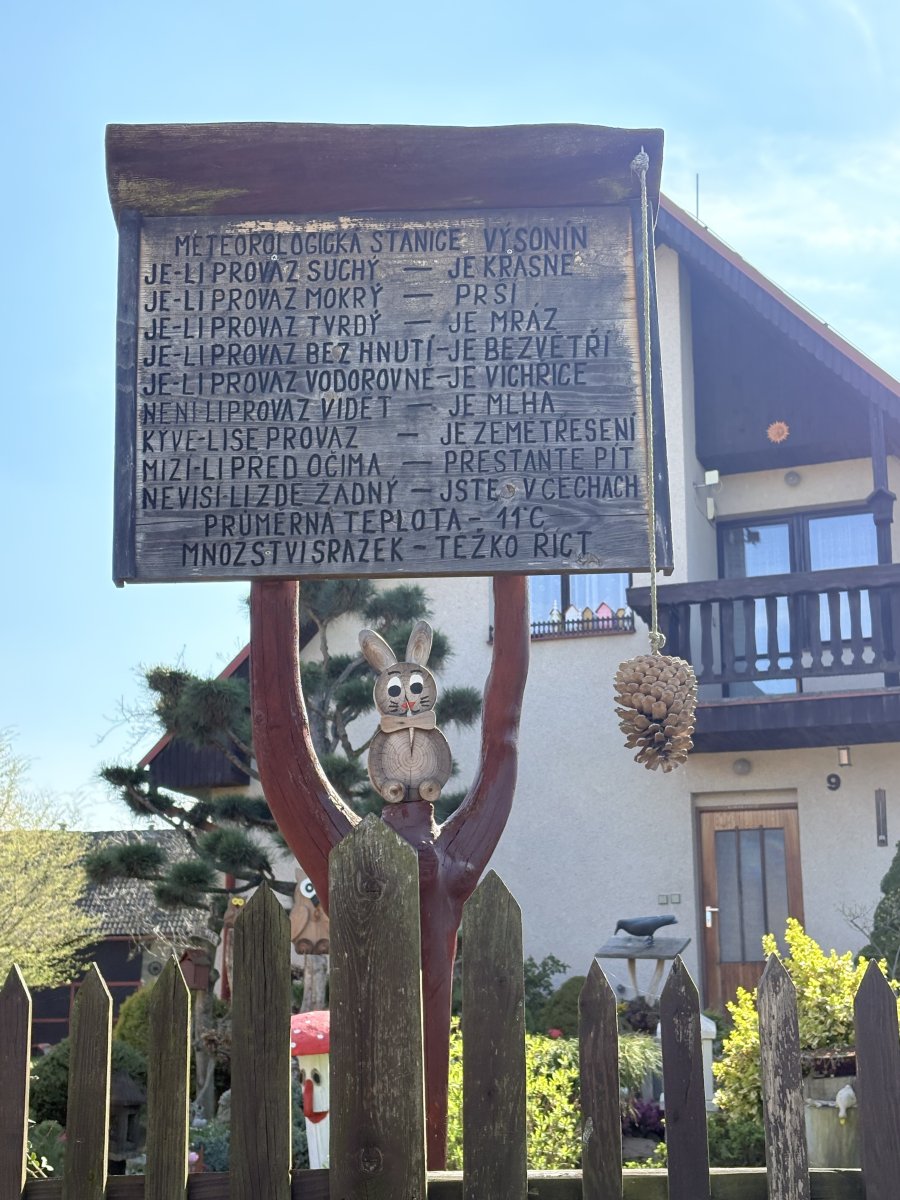 METEOROLOGICKÁ STANICE VÝSONÍN
JE-LI PROVAZ SUCHÝ — JE KRÁSNĚ
JE-LI PROVAZ MOKRÝ — PRŠÍ
JE-LI PROVAZ TVRDÝ — JE MRÁZ
JE-LI PROVAZ BEZ HNUTÍ-JE BEZVĚTŘÍ
JE-LI PROVAZ VODOROVNĚ-JE VICHŘICE
NENÍ LI PROVAZ VIDĚT — JE MLHA
KÝVE-LI SE PROVAZ — JE ZEMĚTŘESENÍ
MIZÍ-LI PŘED OČIMA — PŘESTAŇTE PÍT
NEVISÍ LI ZDE ŽÁDNÝ — JSTE V ČECHÁCH
PRŮMĚRNÁ TEPLOTA - 11°C
MNOŽSTVÍ SRÁŽEK - TĚŽKO ŘÍCT
9